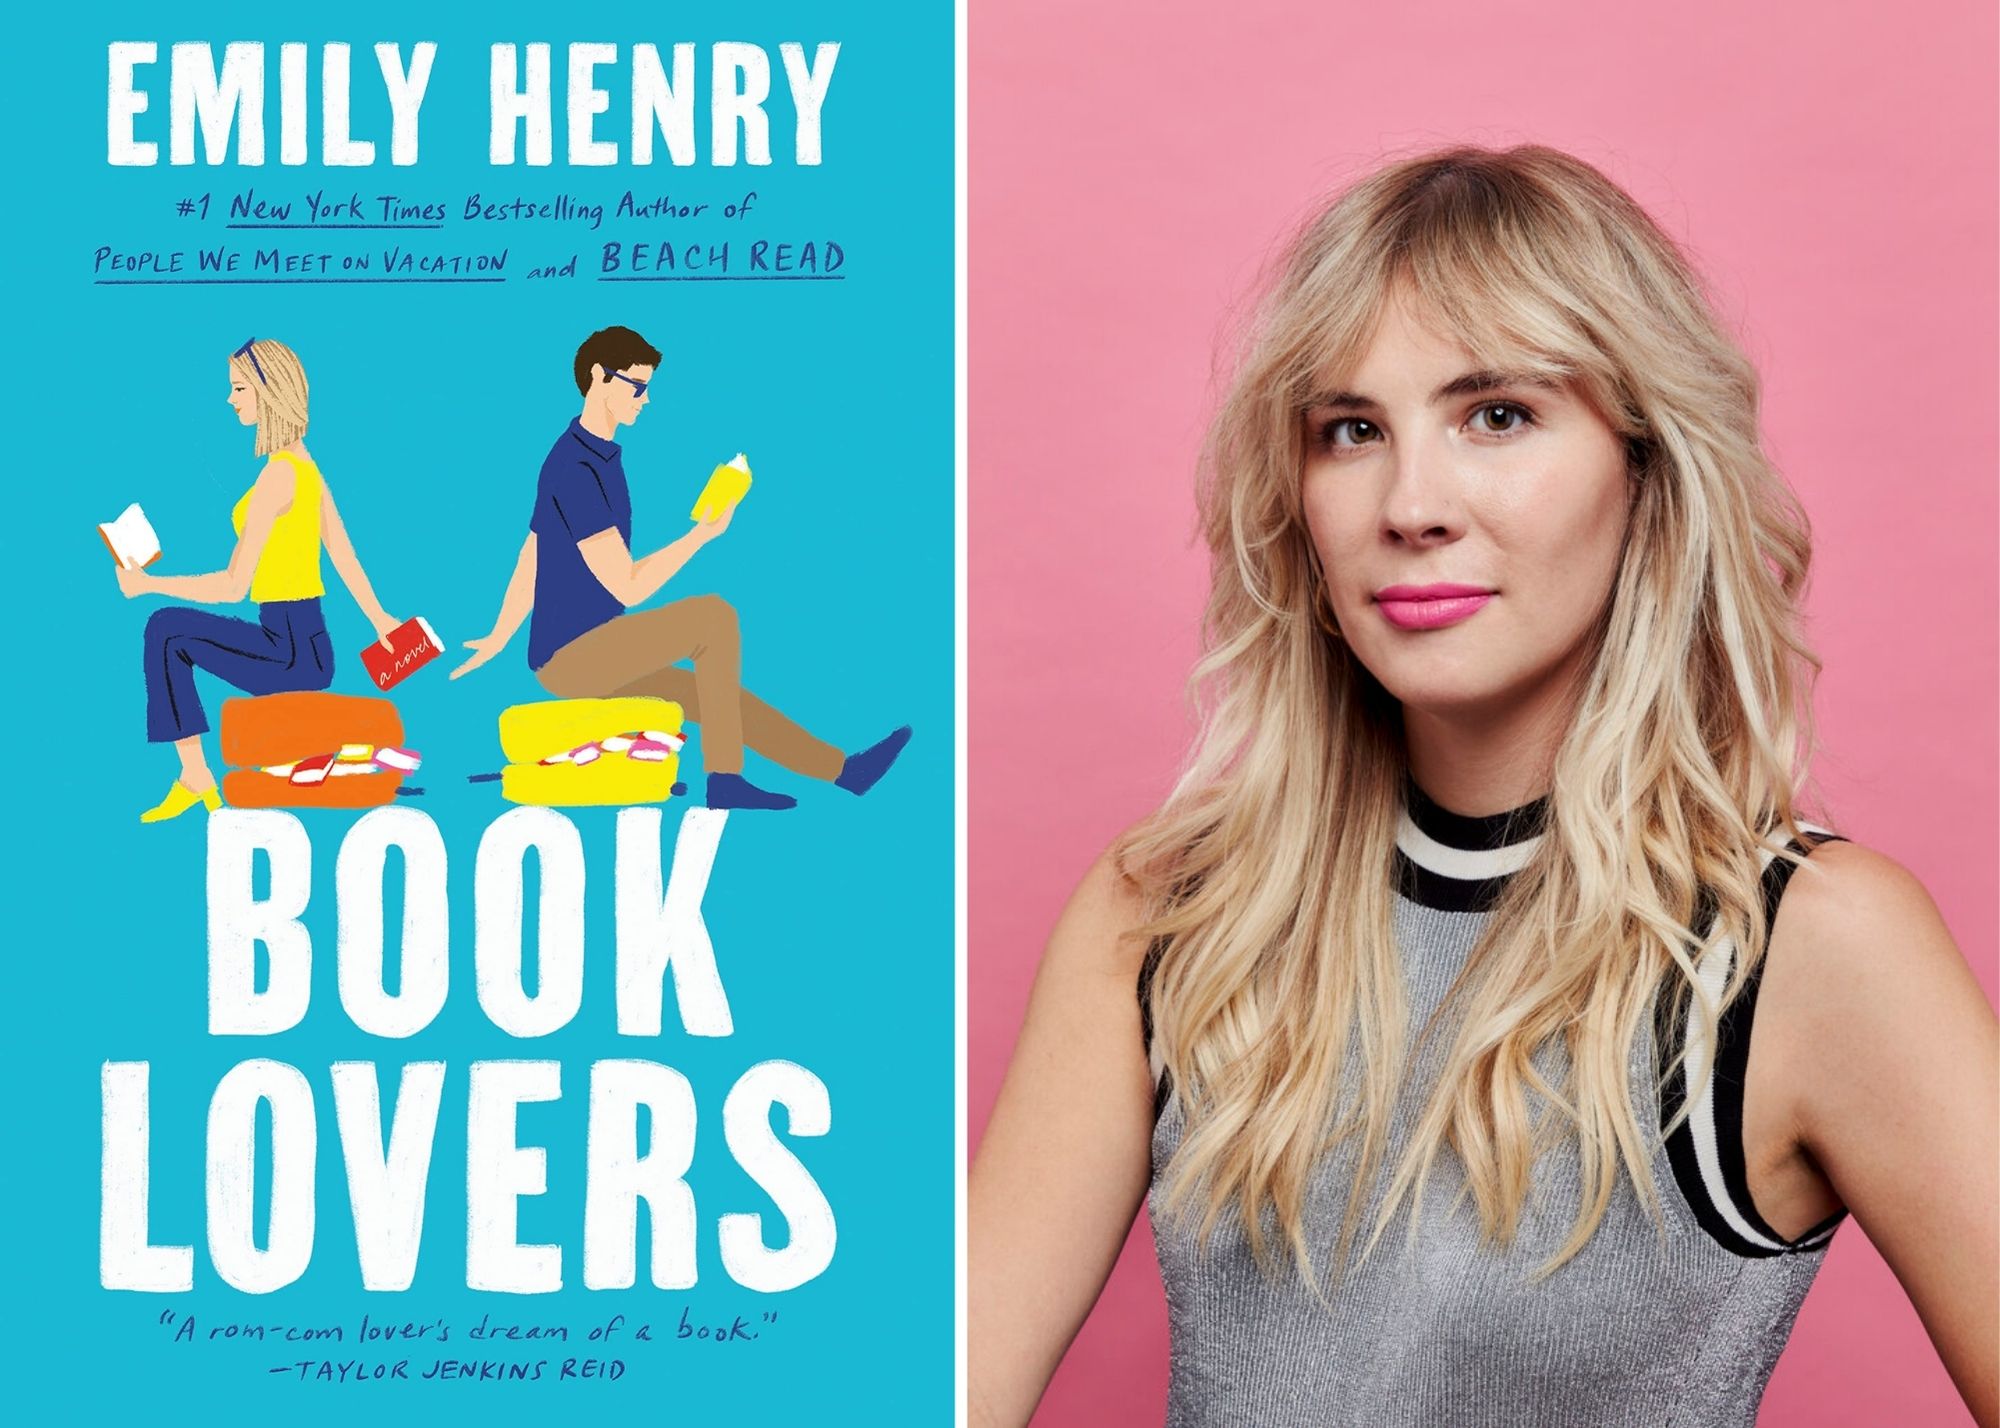 EMILY HENRY
#1 New York Times Bestselling Author of
PEOPLE WE MEET ON VACATION and BEACH READ
a novel
BOOK
LOVERS
“A rom-com lover's dream of a book.”
—TAYLOR JENKINS REID